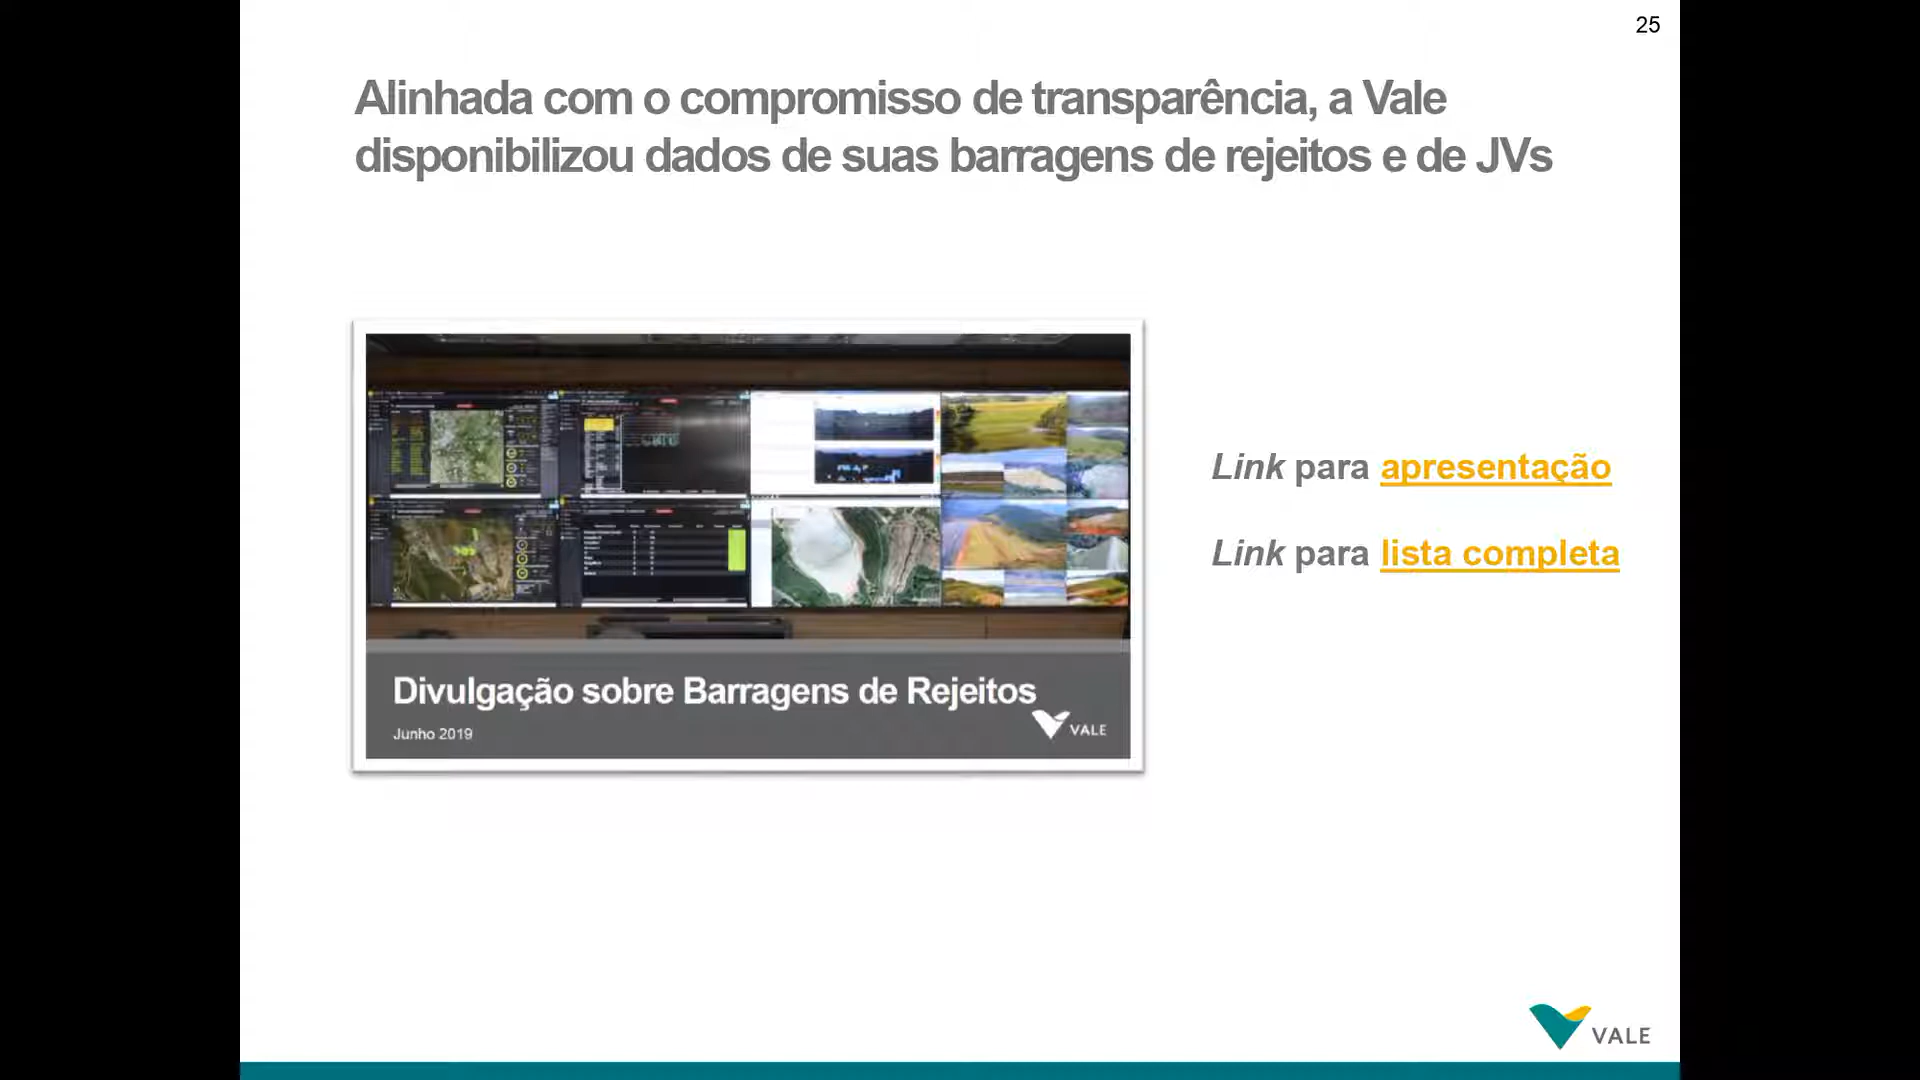 25
Alinhada com o compromisso de transparência, a Vale
disponibilizou dados de suas barragens de rejeitos e de JVs
Link para apresentação
Link para lista completa
Divulgação sobre Barragens de Rejeitos
Junho 2019
VALE
VALE